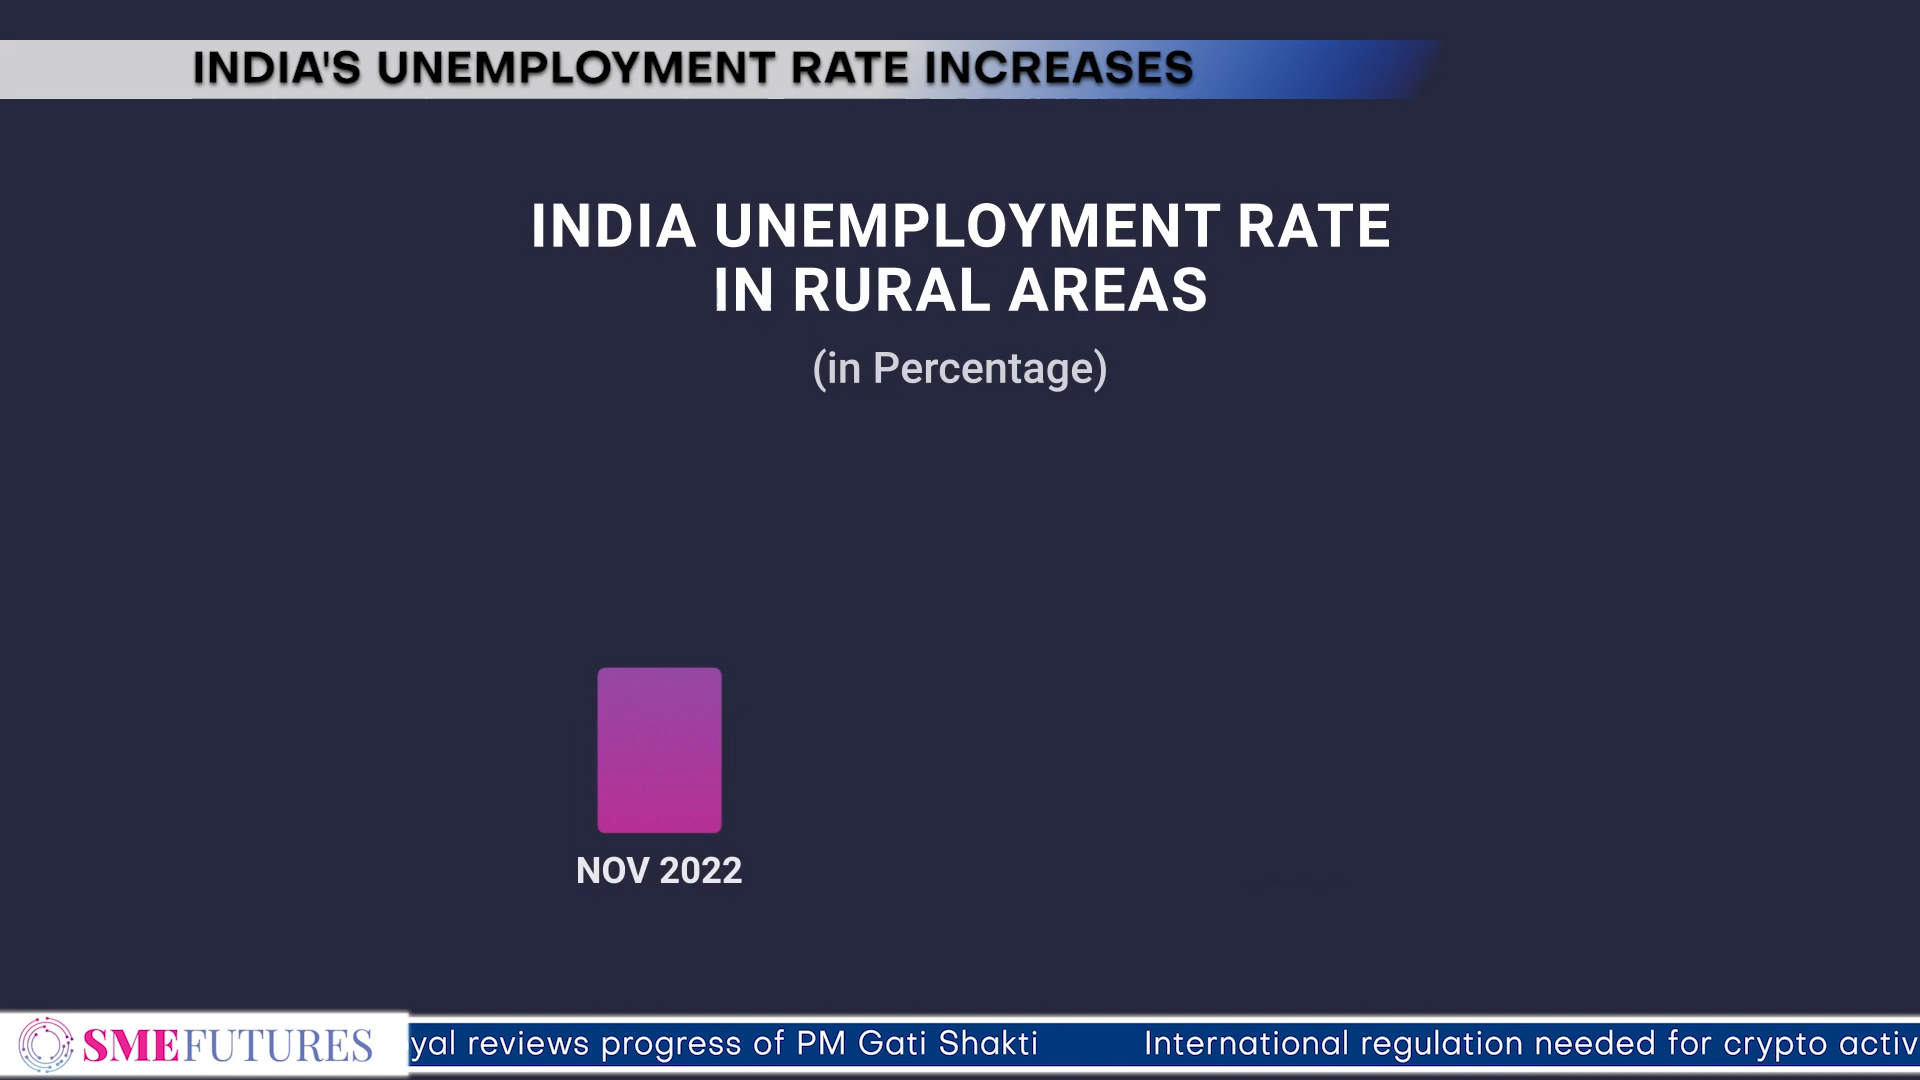 INDIA'S UNEMPLOYMENT RATE INCREASES
INDIA UNEMPLOYMENT RATE
IN RURAL AREAS
(in Percentage)
NOV 2022
SMEFUTURES
yal reviews progress of PM Gati Shakti International regulation needed for crypto activ